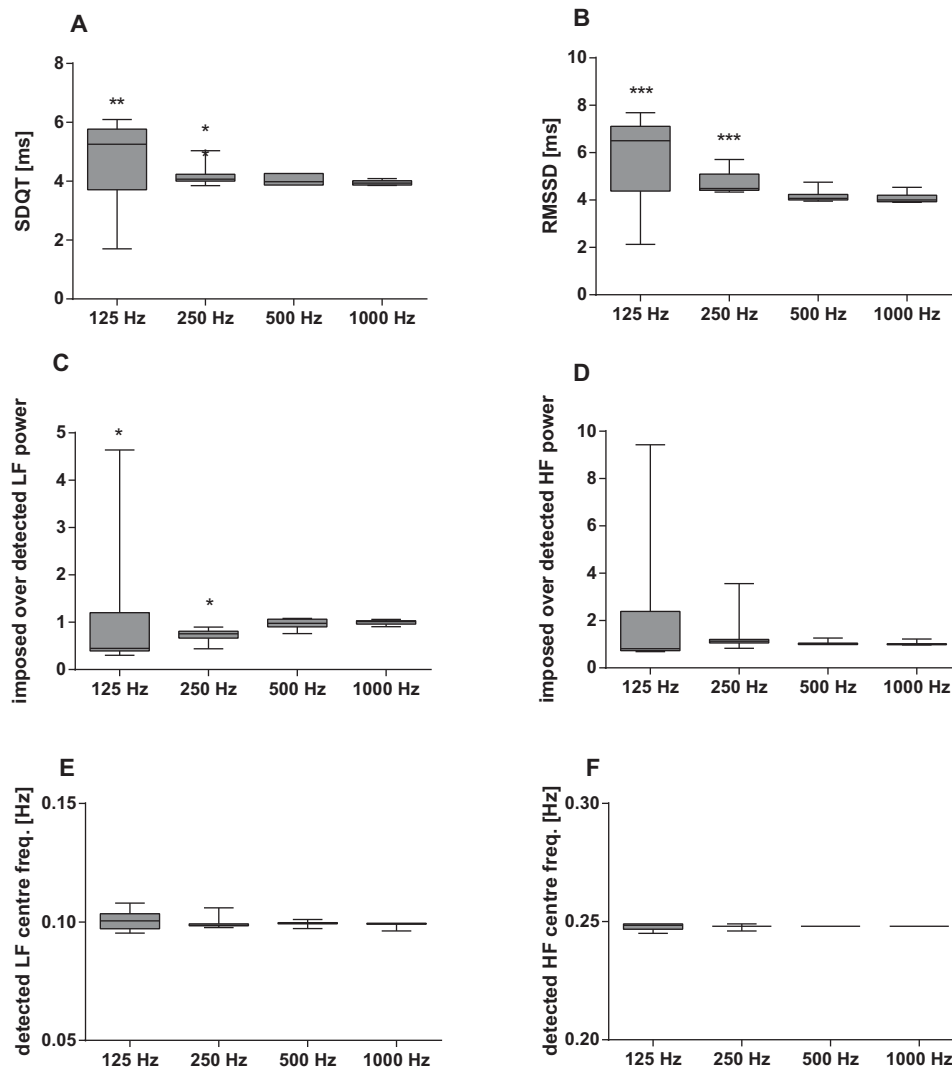 A
SDQT [ms]
8
6
4
2
0
**
*
*
125 Hz 250 Hz 500 Hz 1000 Hz
B
RMSSD [ms]
10
8
6
4
2
0
***
***
125 Hz 250 Hz 500 Hz 1000 Hz
C
imposed over detected LF power
5
4
3
2
1
0
*
*
125 Hz 250 Hz 500 Hz 1000 Hz
D
imposed over detected HF power
10
8
6
4
2
0
125 Hz 250 Hz 500 Hz 1000 Hz
E
detected LF centre freq. [Hz]
0.15
0.10
0.05
125 Hz 250 Hz 500 Hz 1000 Hz
F
detected HF centre freq. [Hz]
0.30
0.25
0.20
125 Hz 250 Hz 500 Hz 1000 Hz